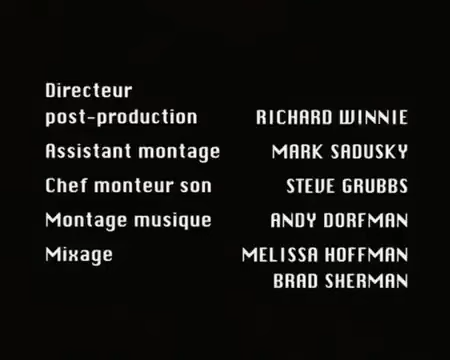 Directeur
post-production RICHARD WINNIE
Assistant montage MARK SADUSKY
Chef monteur son STEVE GRUBBS
Montage musique ANDY DORFMAN
Mixage MELISSA HOFFMAN
BRAD SHERMAN